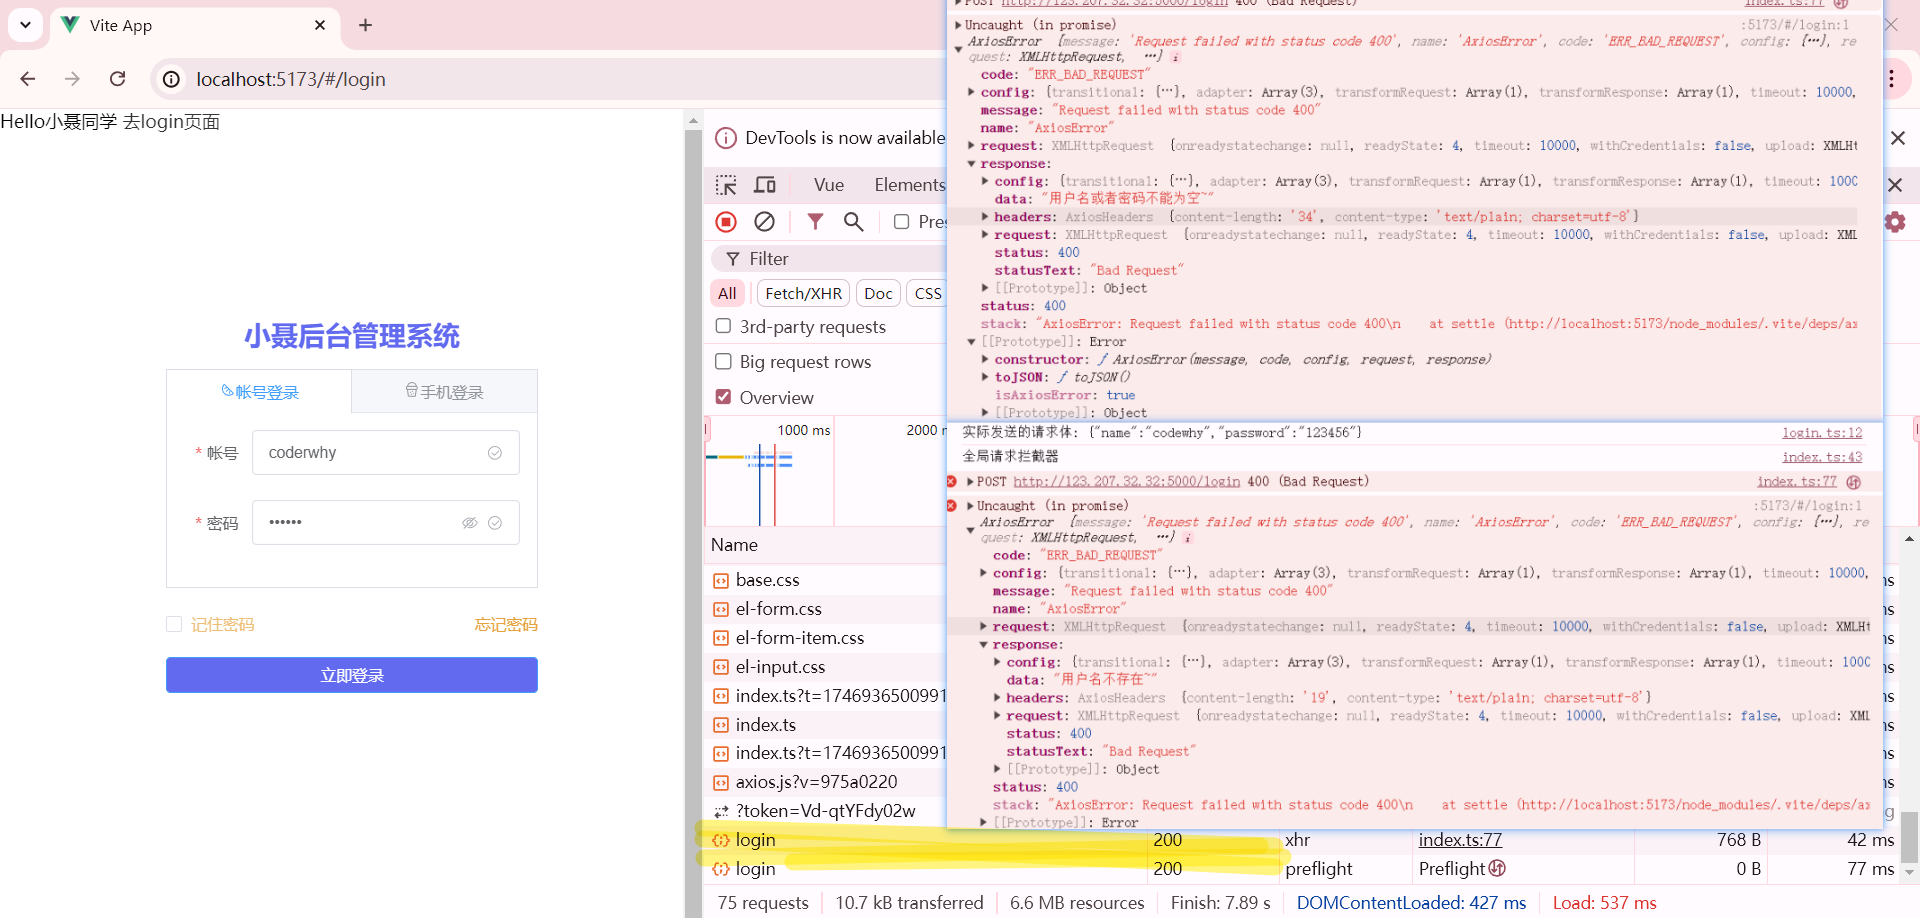 Vite App
localhost:5173/#/login
Hello小聂同学 去login页面
小聂后台管理系统
帐号登录
手机登录
* 帐号 coderwhy
* 密码 ••••••
记住密码 忘记密码
立即登录
DevTools is now available
Vue Elements
Pres
Filter
All Fetch/XHR Doc CSS
3rd-party requests
Big request rows
Overview
1000 ms 2000
Name
base.css
el-form.css
el-form-item.css
el-input.css
index.ts?t=1746936500991
index.ts
index.ts?t=1746936500991
axios.js?v=975a0220
?token=Vd-qtYFdy02w
login 200 xhr index.ts:77 768 B 42 ms
login 200 preflight Preflight 0 B 77 ms
75 requests 10.7 kB transferred 6.6 MB resources Finish: 7.89 s DOMContentLoaded: 427 ms Load: 537 ms
POST http://123.207.32.32:5000/login 400 (Bad Request) index.ts:77
Uncaught (in promise) :5173/#/login:1
AxiosError {message: 'Request failed with status code 400', name: 'AxiosError', code: 'ERR_BAD_REQUEST', config: {…}, re
quest: XMLHttpRequest, …}
code: "ERR_BAD_REQUEST"
config: {transitional: {…}, adapter: Array(3), transformRequest: Array(1), transformResponse: Array(1), timeout: 10000,
message: "Request failed with status code 400"
name: "AxiosError"
request: XMLHttpRequest {onreadystatechange: null, readyState: 4, timeout: 10000, withCredentials: false, upload: XMLHt
response:
config: {transitional: {…}, adapter: Array(3), transformRequest: Array(1), transformResponse: Array(1), timeout: 1000
data: "用户名或者密码不能为空~"
headers: AxiosHeaders {content-length: '34', content-type: 'text/plain; charset=utf-8'}
request: XMLHttpRequest {onreadystatechange: null, readyState: 4, timeout: 10000, withCredentials: false, upload: XML
status: 400
statusText: "Bad Request"
[[Prototype]]: Object
status: 400
stack: "AxiosError: Request failed with status code 400\n    at settle (http://localhost:5173/node_modules/.vite/deps/ax
[[Prototype]]: Error
constructor: ƒ AxiosError(message, code, config, request, response)
toJSON: ƒ toJSON()
isAxiosError: true
[[Prototype]]: Object
实际发送的请求体: {"name":"codewhy","password":"123456"} login.ts:12
全局请求拦截器 index.ts:43
POST http://123.207.32.32:5000/login 400 (Bad Request) index.ts:77
Uncaught (in promise) :5173/#/login:1
AxiosError {message: 'Request failed with status code 400', name: 'AxiosError', code: 'ERR_BAD_REQUEST', config: {…}, re
quest: XMLHttpRequest, …}
code: "ERR_BAD_REQUEST"
config: {transitional: {…}, adapter: Array(3), transformRequest: Array(1), transformResponse: Array(1), timeout: 10000,
message: "Request failed with status code 400"
name: "AxiosError"
request: XMLHttpRequest {onreadystatechange: null, readyState: 4, timeout: 10000, withCredentials: false, upload: XMLHt
response:
config: {transitional: {…}, adapter: Array(3), transformRequest: Array(1), transformResponse: Array(1), timeout: 1000
data: "用户名不存在~"
headers: AxiosHeaders {content-length: '19', content-type: 'text/plain; charset=utf-8'}
request: XMLHttpRequest {onreadystatechange: null, readyState: 4, timeout: 10000, withCredentials: false, upload: XML
status: 400
statusText: "Bad Request"
[[Prototype]]: Object
status: 400
stack: "AxiosError: Request failed with status code 400\n    at settle (http://localhost:5173/node_modules/.vite/deps/ax
[[Prototype]]: Error